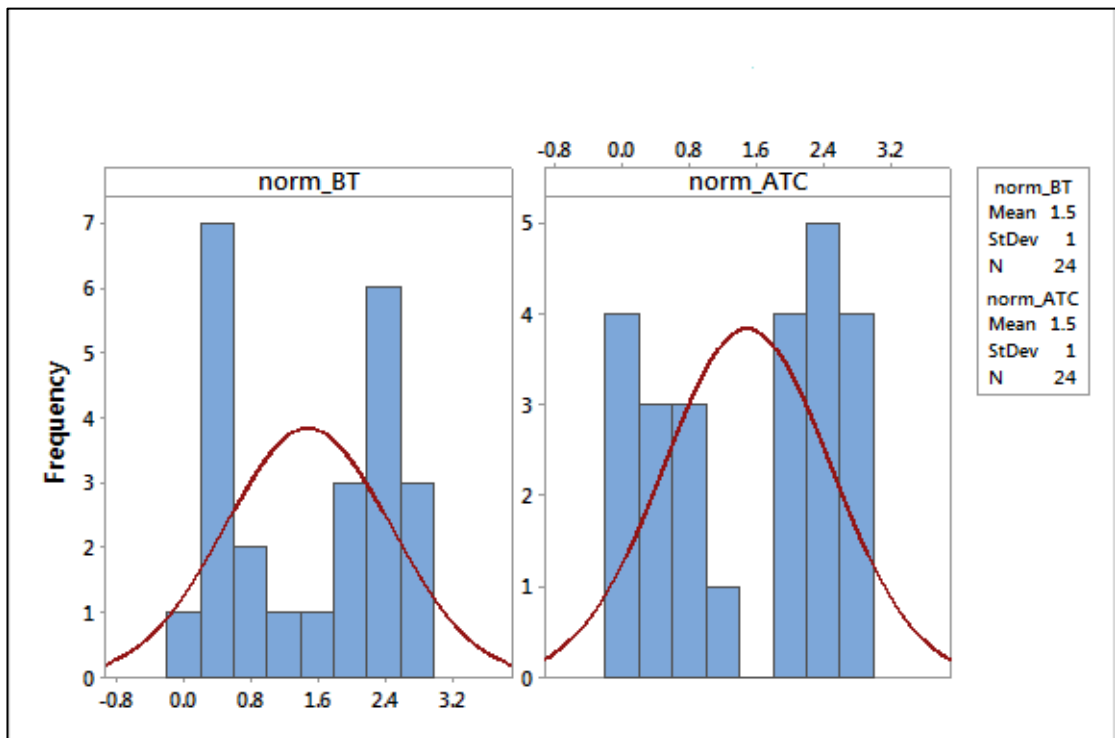 -0.8 0.0 0.8 1.6 2.4 3.2
norm_BT norm_ATC
7
6
5
4
3
2
1
0
Frequency
-0.8 0.0 0.8 1.6 2.4 3.2
5
4
3
2
1
0
norm_BT
Mean 1.5
StDev 1
N 24
norm_ATC
Mean 1.5
StDev 1
N 24